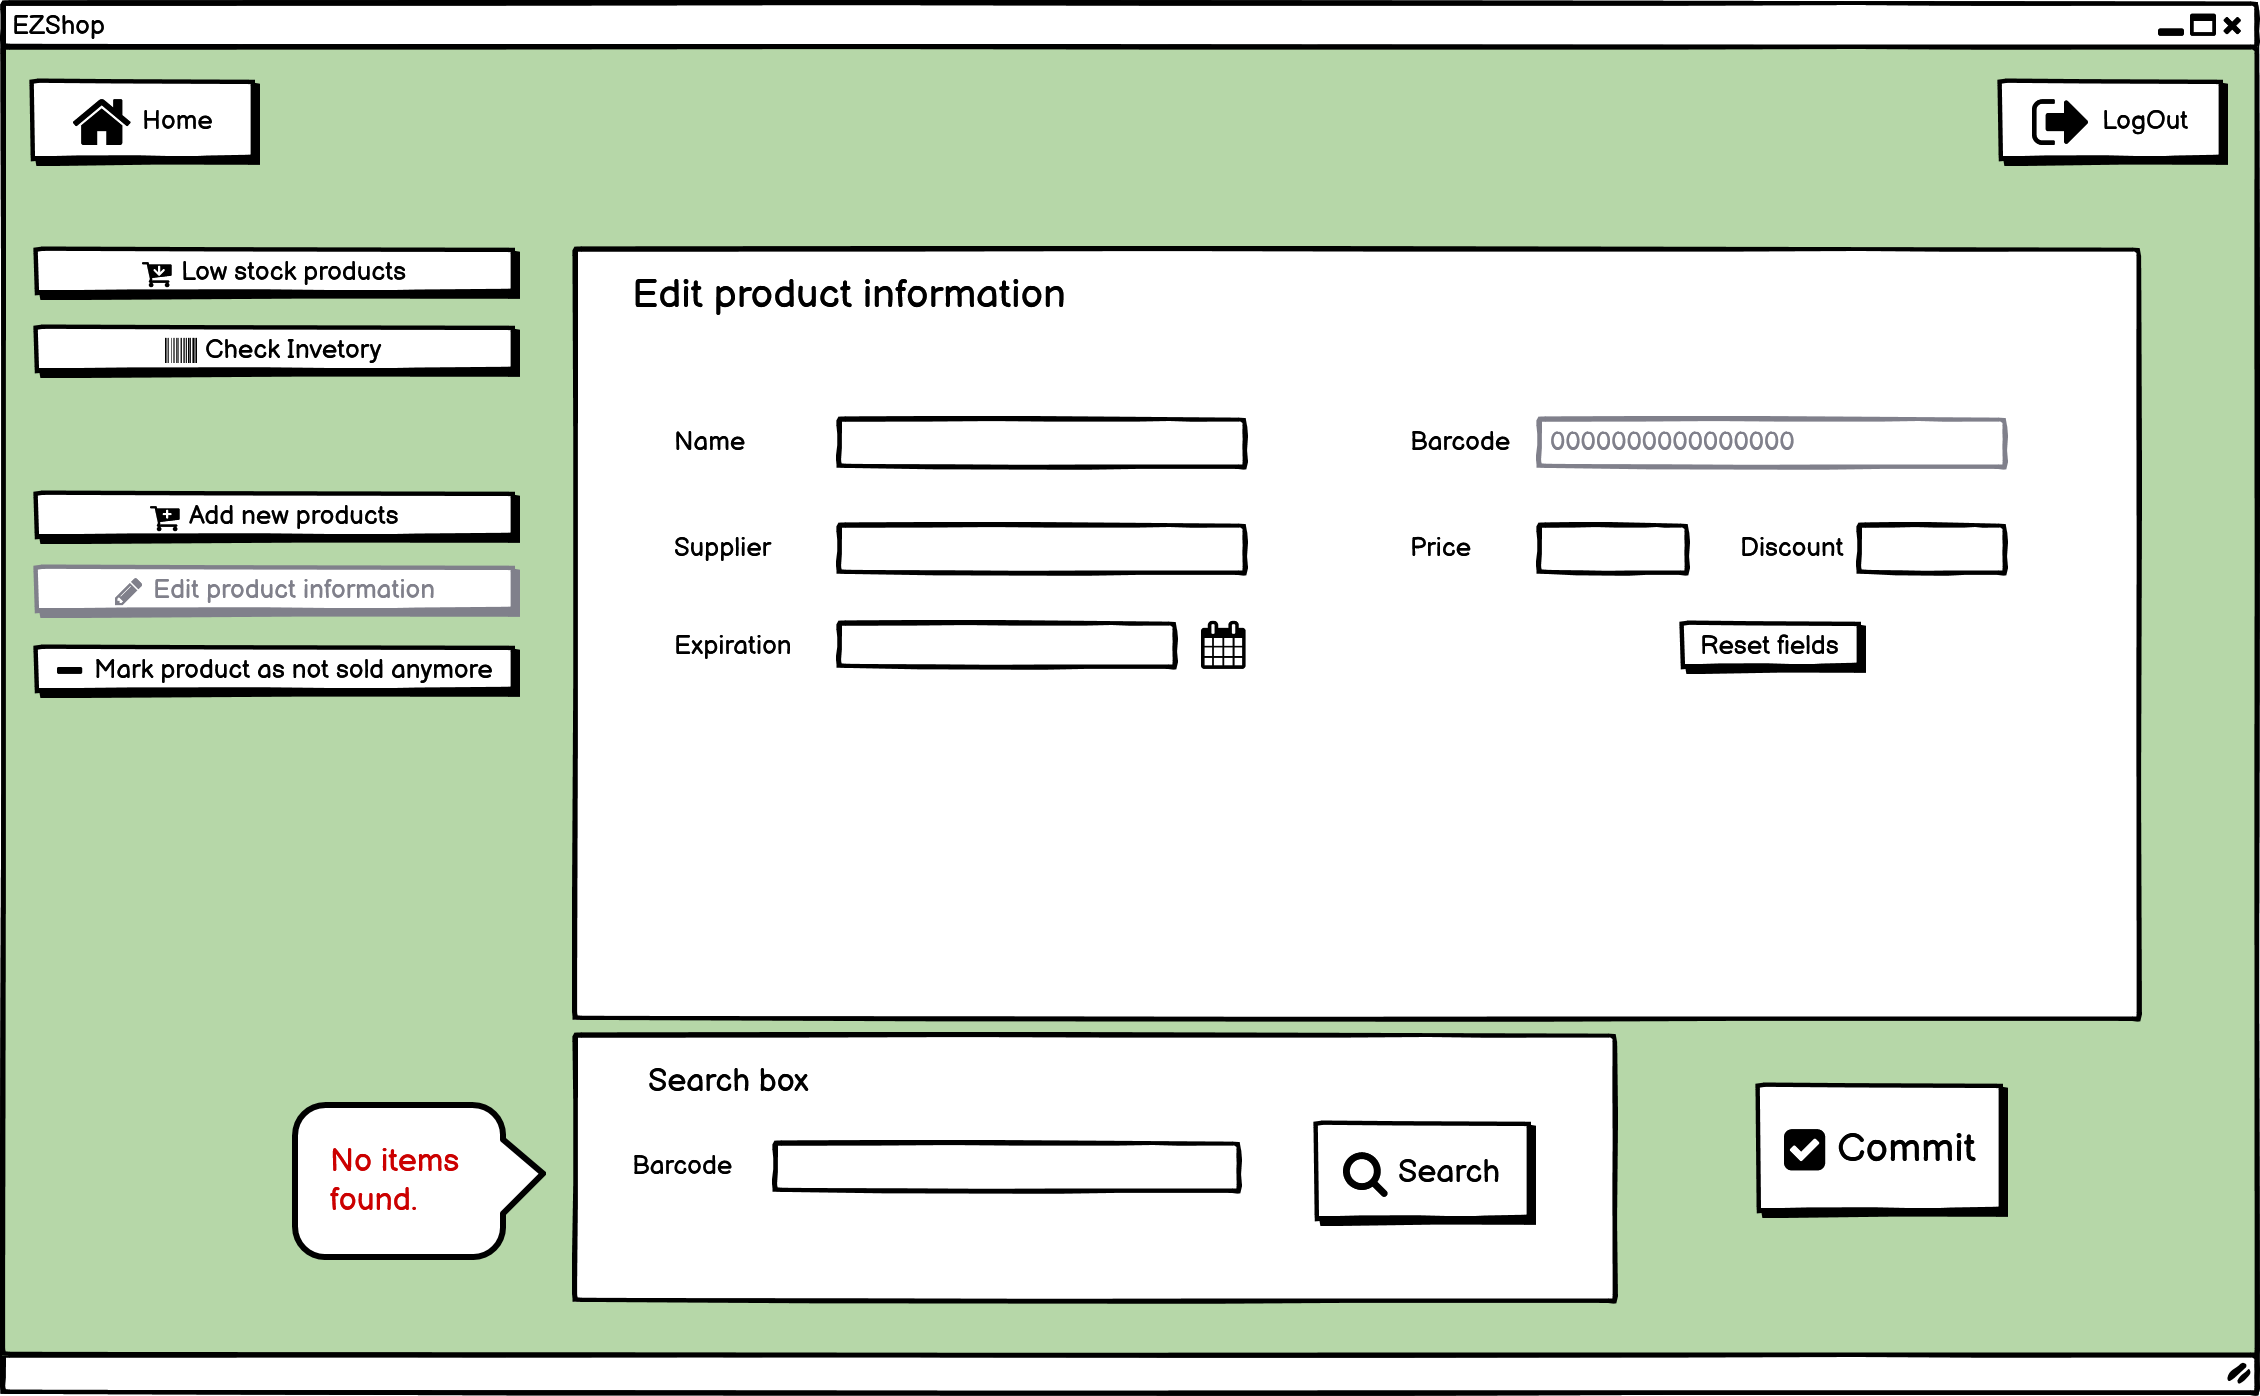 EZShop
Home
LogOut
Low stock products
Check Invetory
Add new products
Edit product information
Mark product as not sold anymore
Edit product information
Name
Barcode 0000000000000000
Supplier
Price
Discount
Expiration
Reset fields
Search box
Barcode
Search
No items
found.
Commit